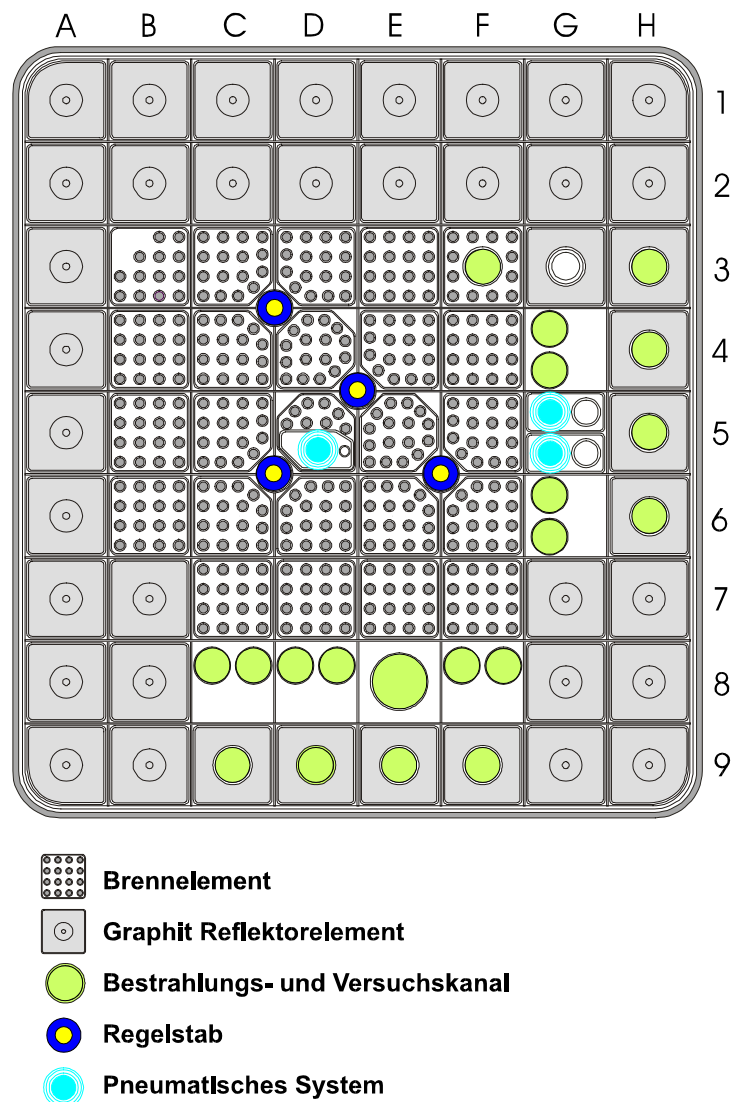 A B C D E F G H
1
2
3
4
5
6
7
8
9
Brennelement
Graphit Reflektorelement
Bestrahlungs- und Versuchskanal
Regelstab
Pneumatisches System